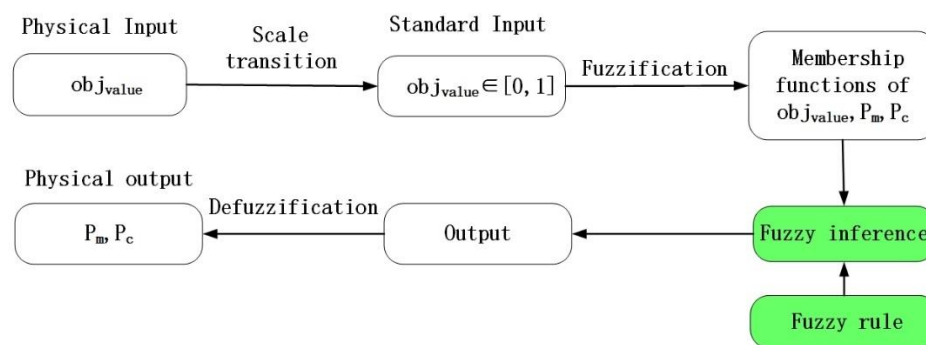 Physical Input
obj_value
Scale
transition
Standard Input
obj_value∈[0,1]
Fuzzification
Membership
functions of
obj_value, P_m, P_c
Physical output
P_m, P_c
Defuzzification
Output
Fuzzy inference
Fuzzy rule